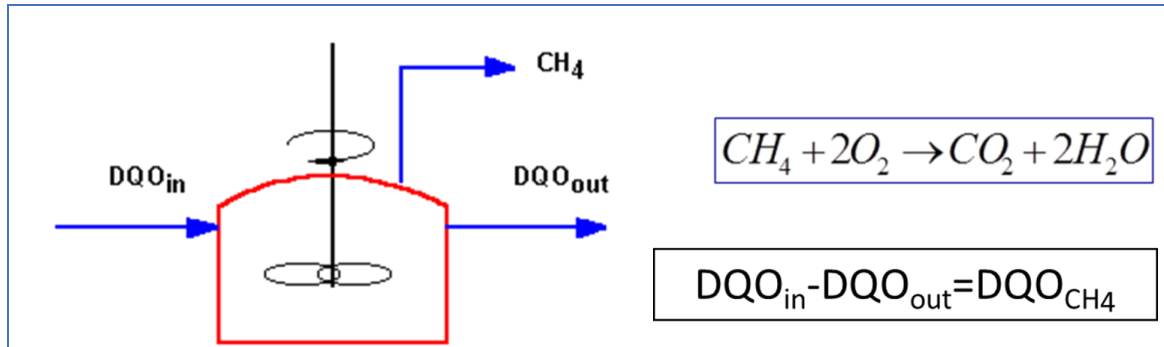 CH₄
DQOin
DQOout
CH₄ + 2O₂ → CO₂ + 2H₂O
DQOin-DQOout=DQOCH4